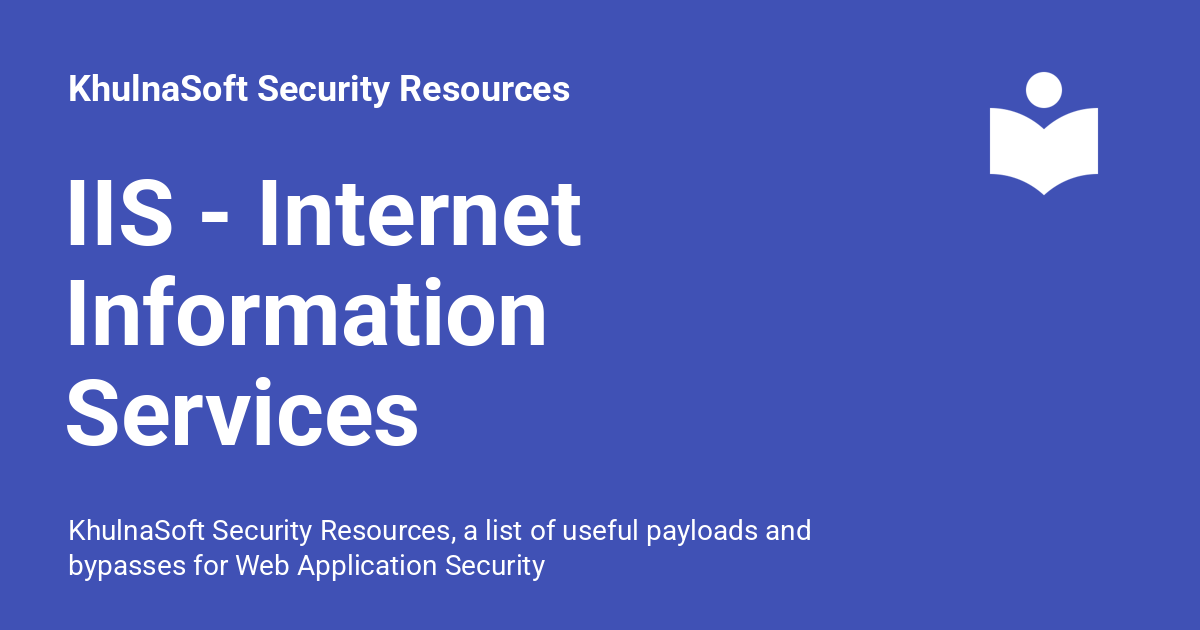 KhulnaSoft Security Resources
IIS - Internet
Information
Services
KhulnaSoft Security Resources, a list of useful payloads and
bypasses for Web Application Security